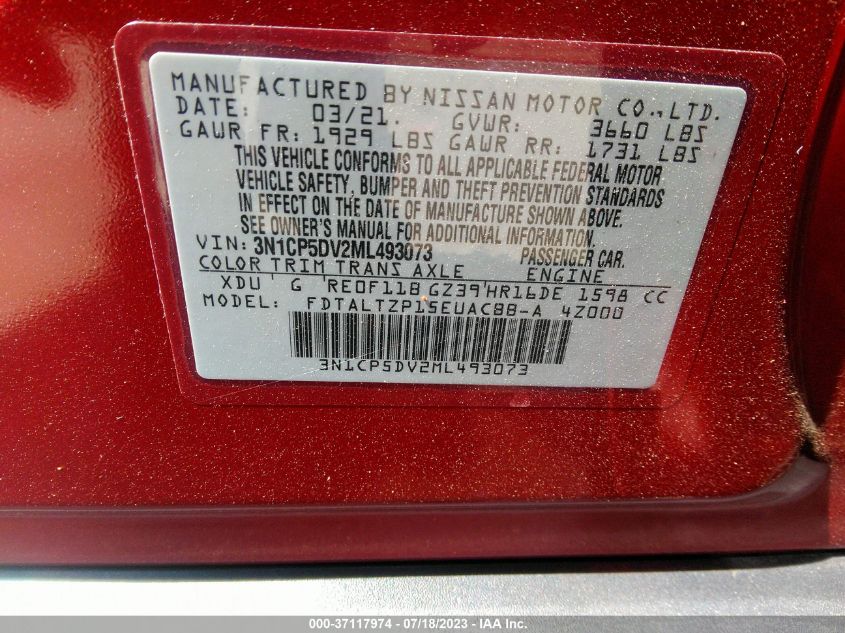 MANUFACTURED BY NISSAN MOTOR CO., LTD.
DATE: 03/21. GVWR: 3660 LBS
GAWR FR: 1929 LBS GAWR RR: 1731 LBS
THIS VEHICLE CONFORMS TO ALL APPLICABLE FEDERAL MOTOR
VEHICLE SAFETY, BUMPER AND THEFT PREVENTION STANDARDS
IN EFFECT ON THE DATE OF MANUFACTURE SHOWN ABOVE.
SEE OWNER'S MANUAL FOR ADDITIONAL INFORMATION.
VIN: 3N1CP5DV2ML493073 PASSENGER CAR.
COLOR TRIM TRANS AXLE ENGINE
XDU G RE0F11B GZ39 HR16DE 1598 CC
MODEL: FDTALTZP15EUAC88-A 4Z000
3N1CP5DV2ML493073
000-37117974 - 07/18/2023 - IAA Inc.